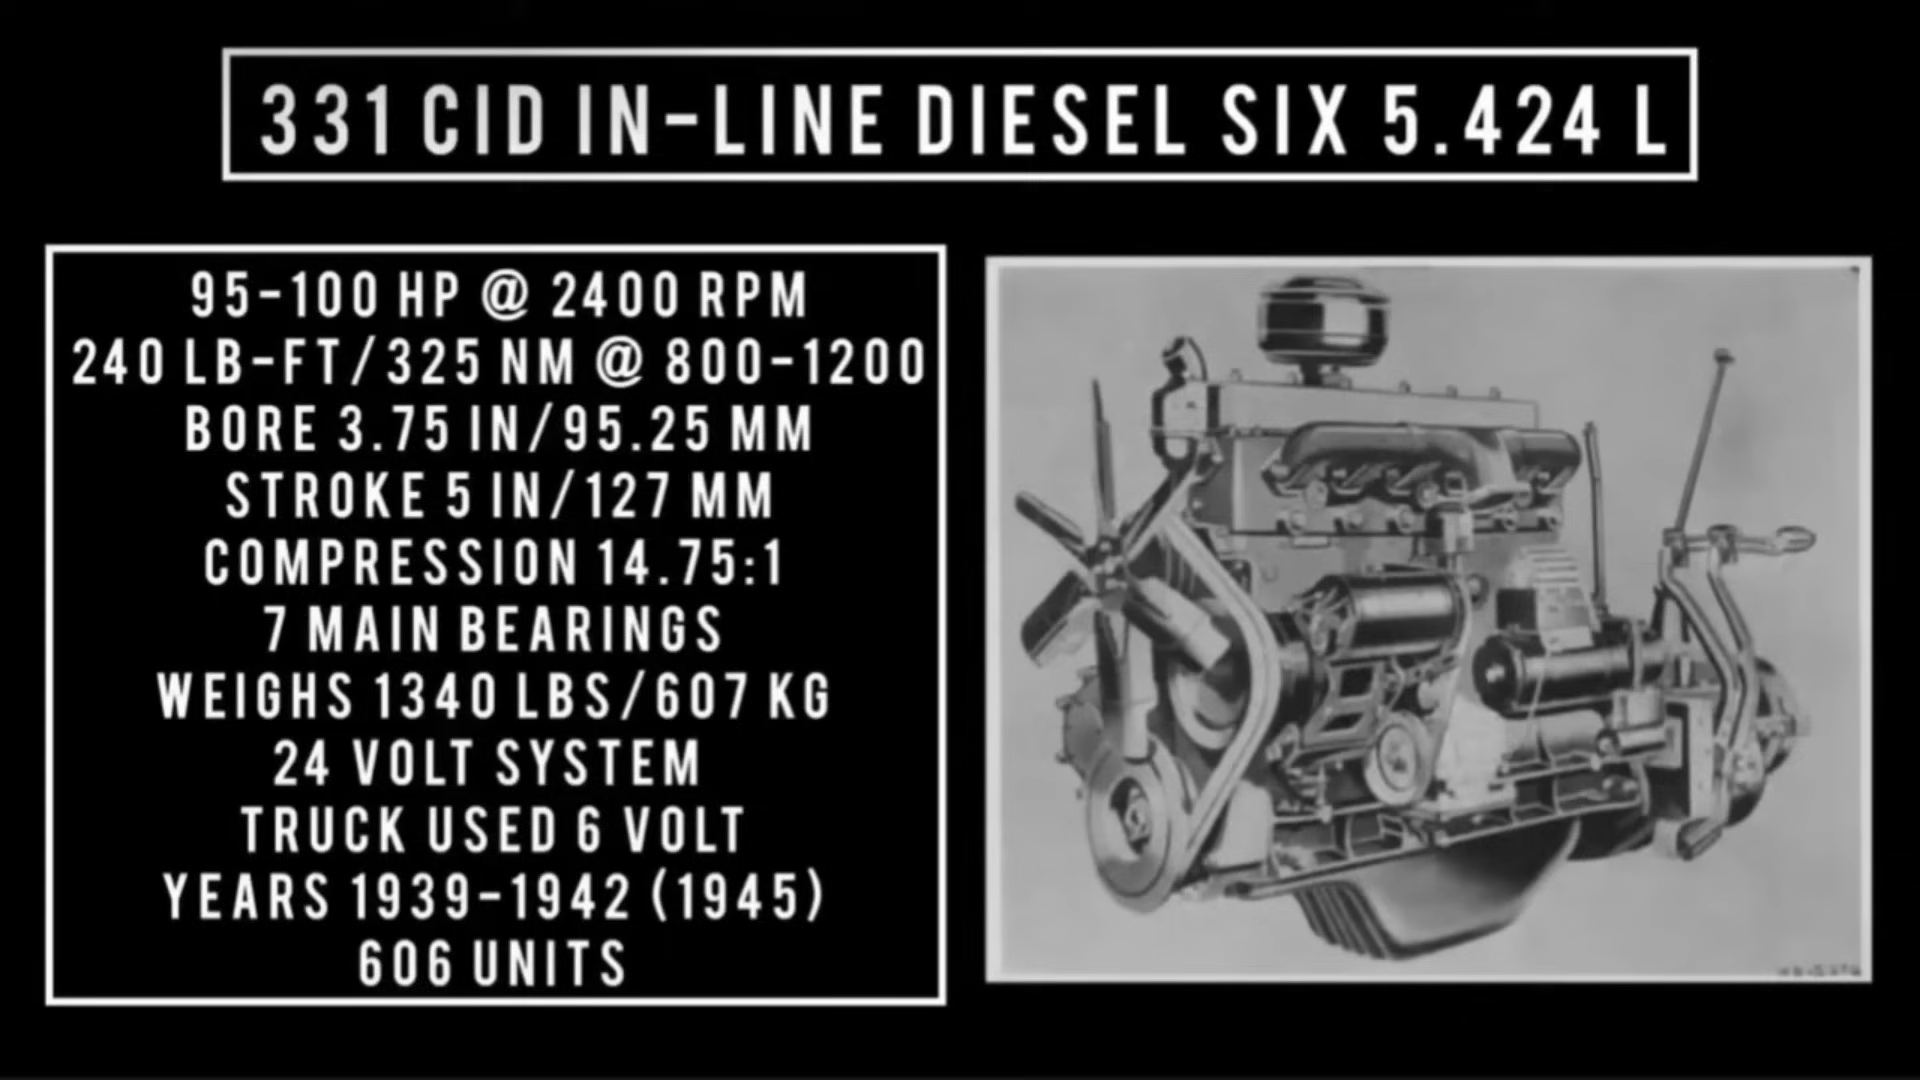 331 CID IN-LINE DIESEL SIX 5.424 L
95-100 HP @ 2400 RPM
240 LB-FT/325 NM @ 800-1200
BORE 3.75 IN/95.25 MM
STROKE 5 IN/127 MM
COMPRESSION 14.75:1
7 MAIN BEARINGS
WEIGHS 1340 LBS/607 KG
24 VOLT SYSTEM
TRUCK USED 6 VOLT
YEARS 1939-1942 (1945)
606 UNITS